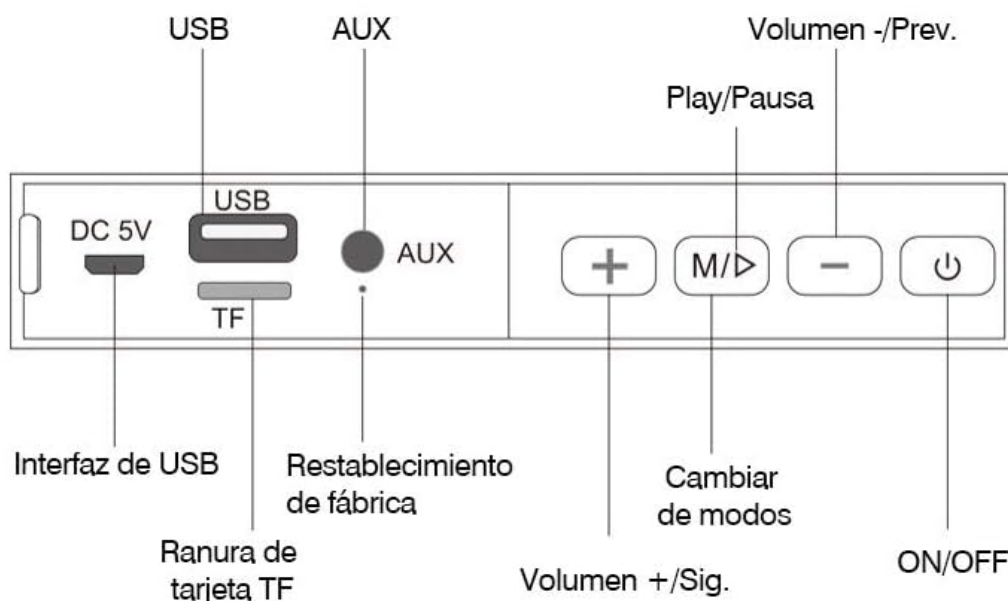 USB
AUX
Volumen -/Prev.
Play/Pausa
USB
DC 5V
AUX
TF
M/▷
Interfaz de USB
Restablecimiento
de fábrica
Cambiar
de modos
Ranura de
tarjeta TF
Volumen +/Sig.
ON/OFF